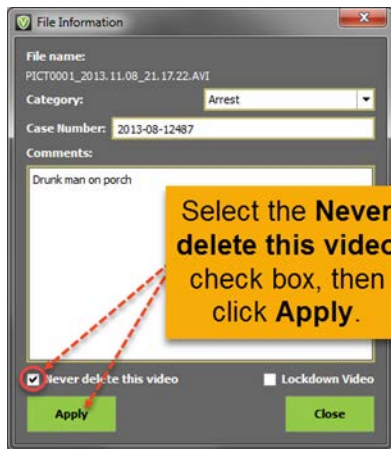 File Information
File name:
PICT0001_2013.11.08_21.17.22.AVI
Category: Arrest
Case Number: 2013-08-12487
Comments:
Drunk man on porch
Select the Never
delete this video
check box, then
click Apply.
Never delete this video Lockdown Video
Apply Close